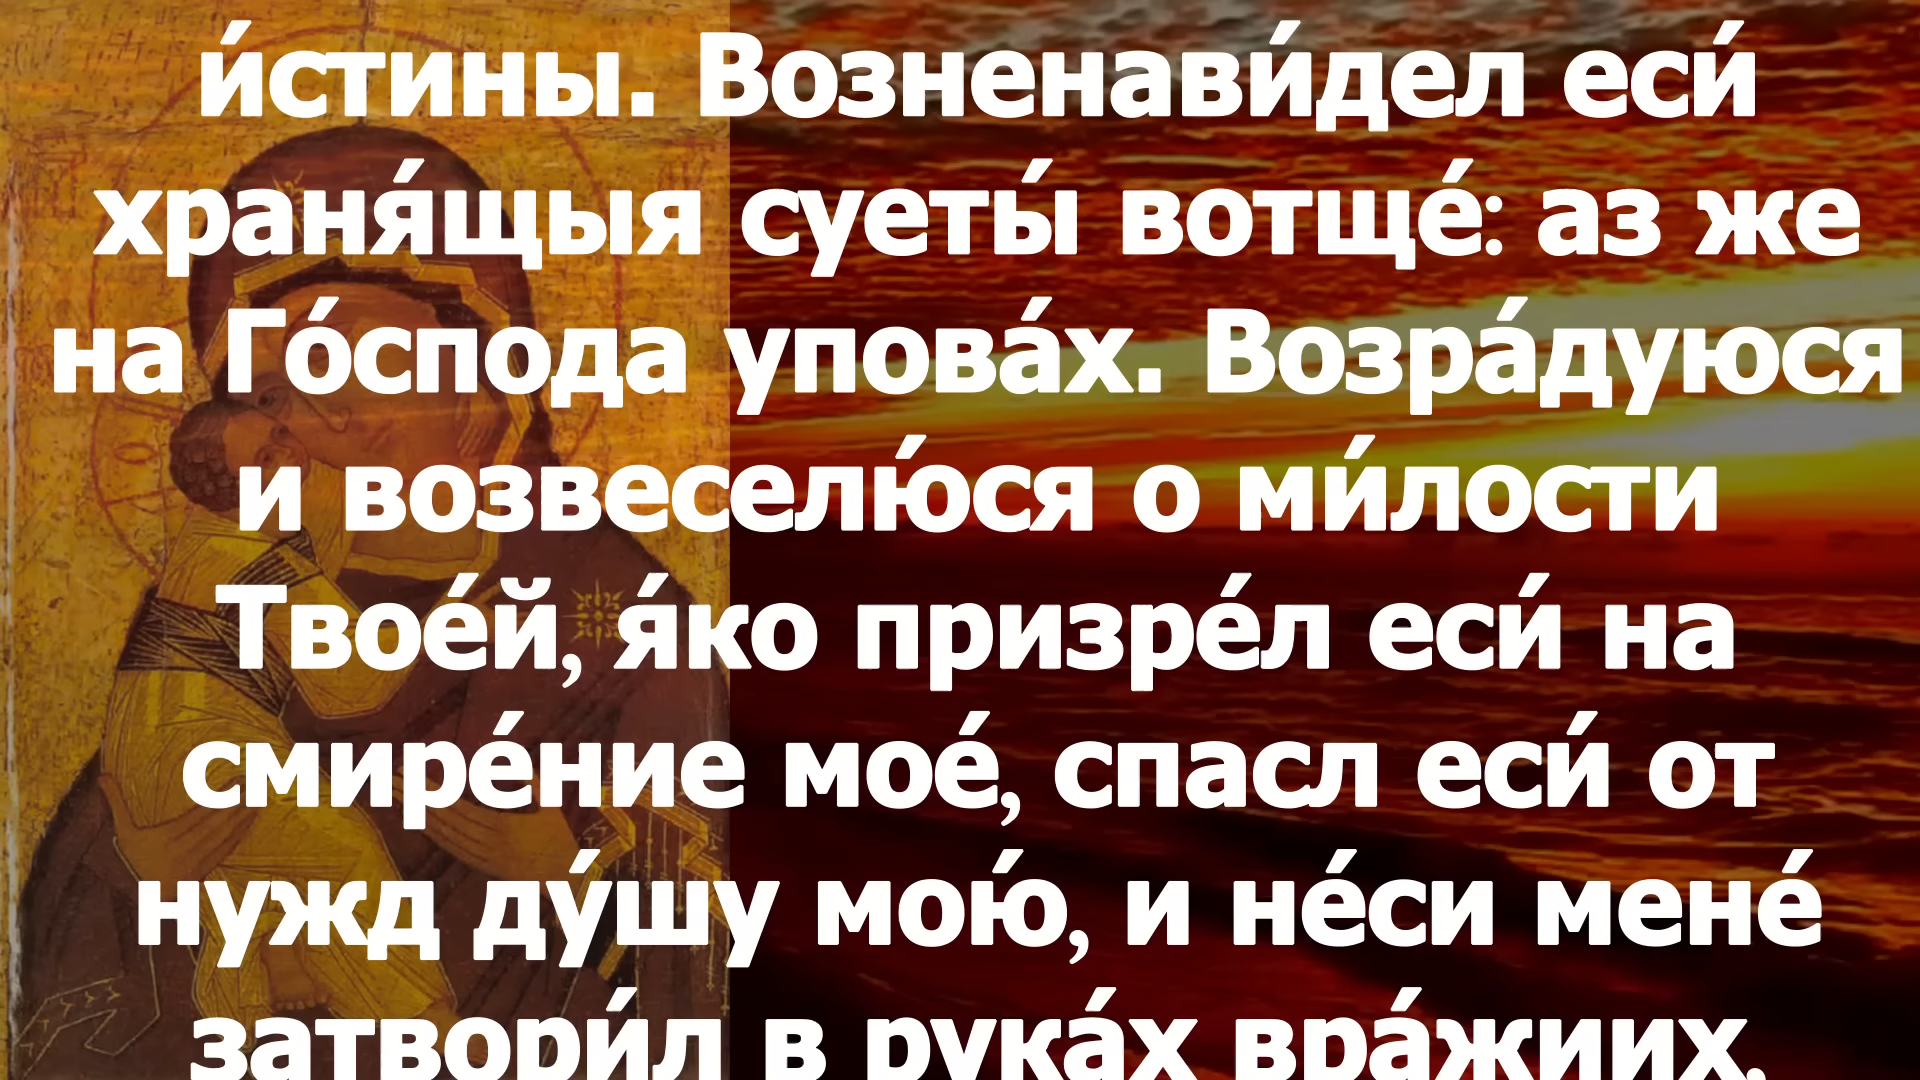 и́стины. Возненави́дел еси́
храня́щыя суеты́ вотще́: аз же
на Го́спода упова́х. Возра́дуюся
и возвеселю́ся о ми́лости
Твое́й, я́ко призре́л еси́ на
смире́ние мое́, спасл еси́ от
нужд ду́шу мою́, и не́си мене́
затвори́л в рука́х вра́жиих,